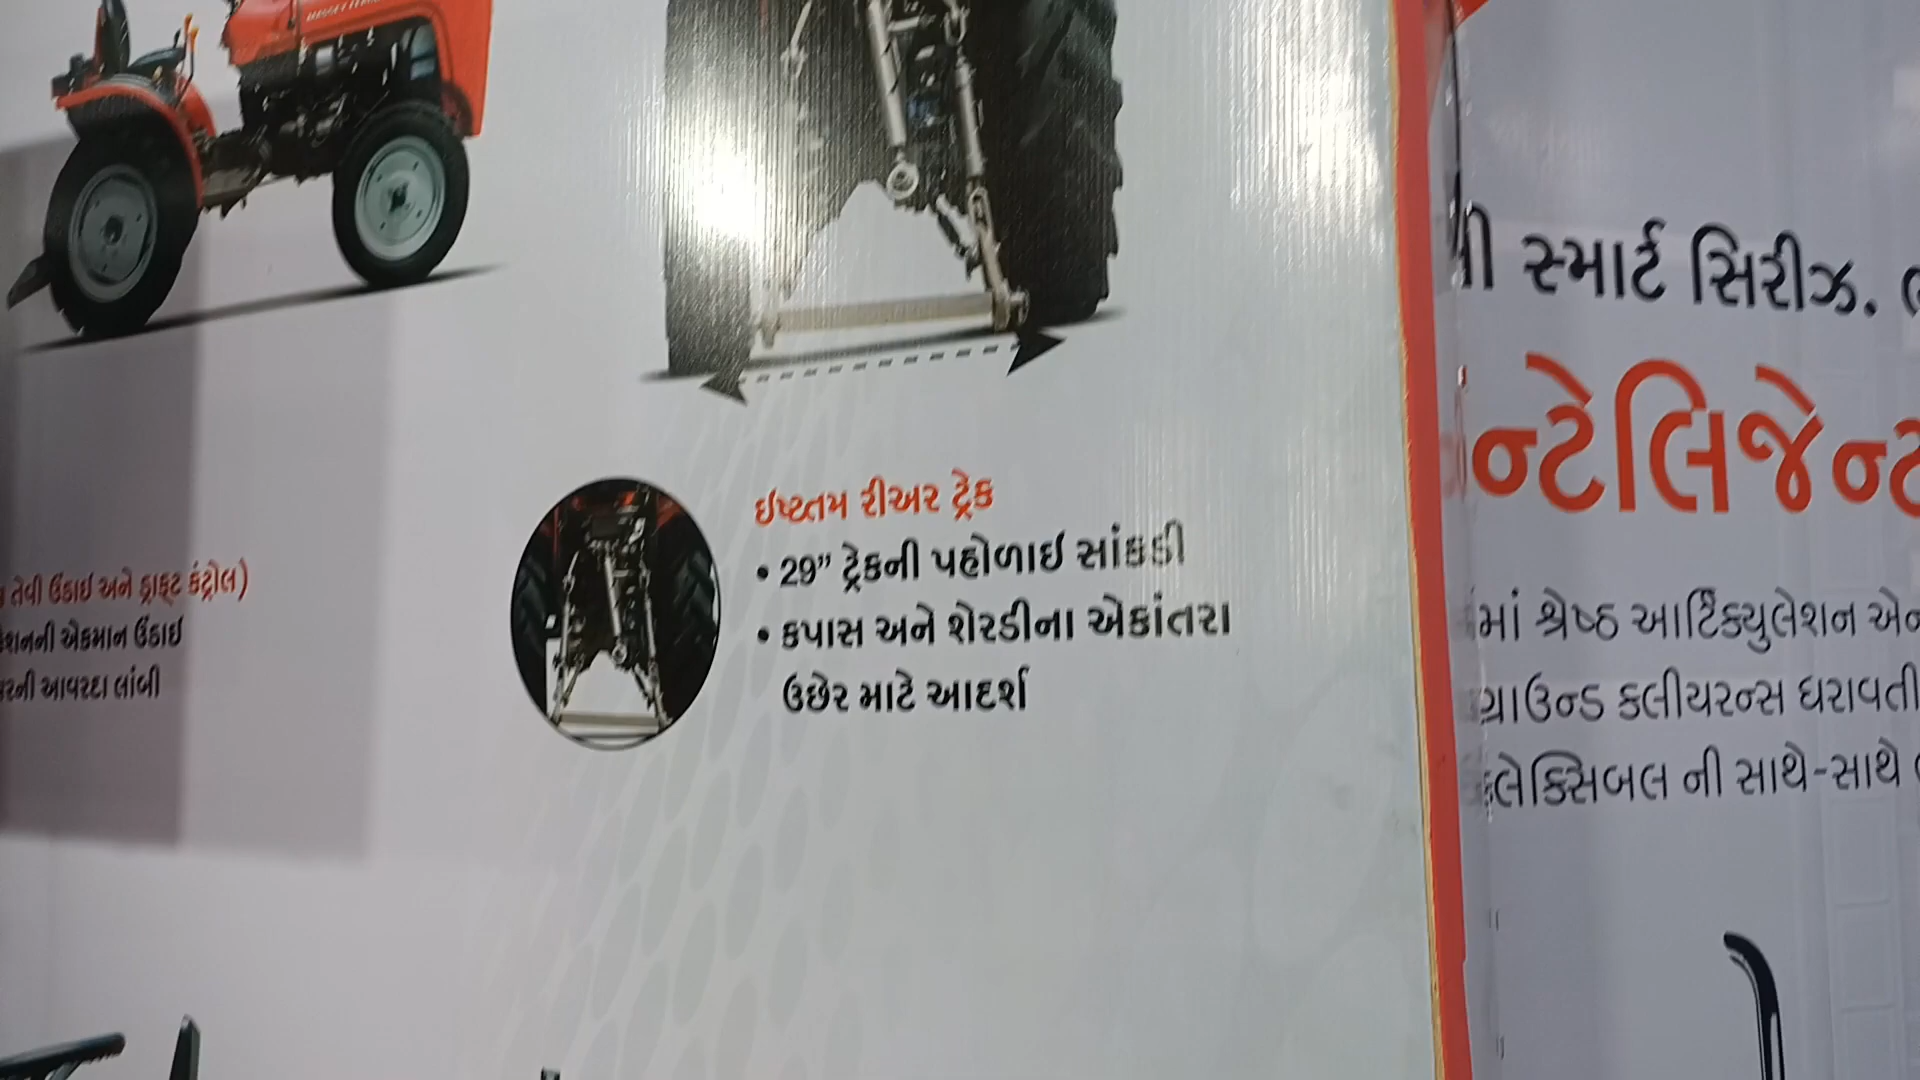 તેવી ઉંડાઈ અને ડ્રાફ્ટ કંટ્રોલ)
એકમાન ઉંડાઈ
આવરદા લાંબી
ઈષ્ટતમ રીઅર ટ્રેક
• 29” ટ્રેકની પહોળાઈ સાંકડી
• કપાસ અને શેરડીના એકાંતરા
ઉછેર માટે આદર્શ
સ્માર્ટ સિરીઝ.
ન્ટેલિજેન્ટ
માં શ્રેષ્ઠ આર્ટિક્યુલેશન
ગ્રાઉન્ડ ક્લીયરન્સ ધરાવતી
લેક્સિબલ ની સાથે-સાથે